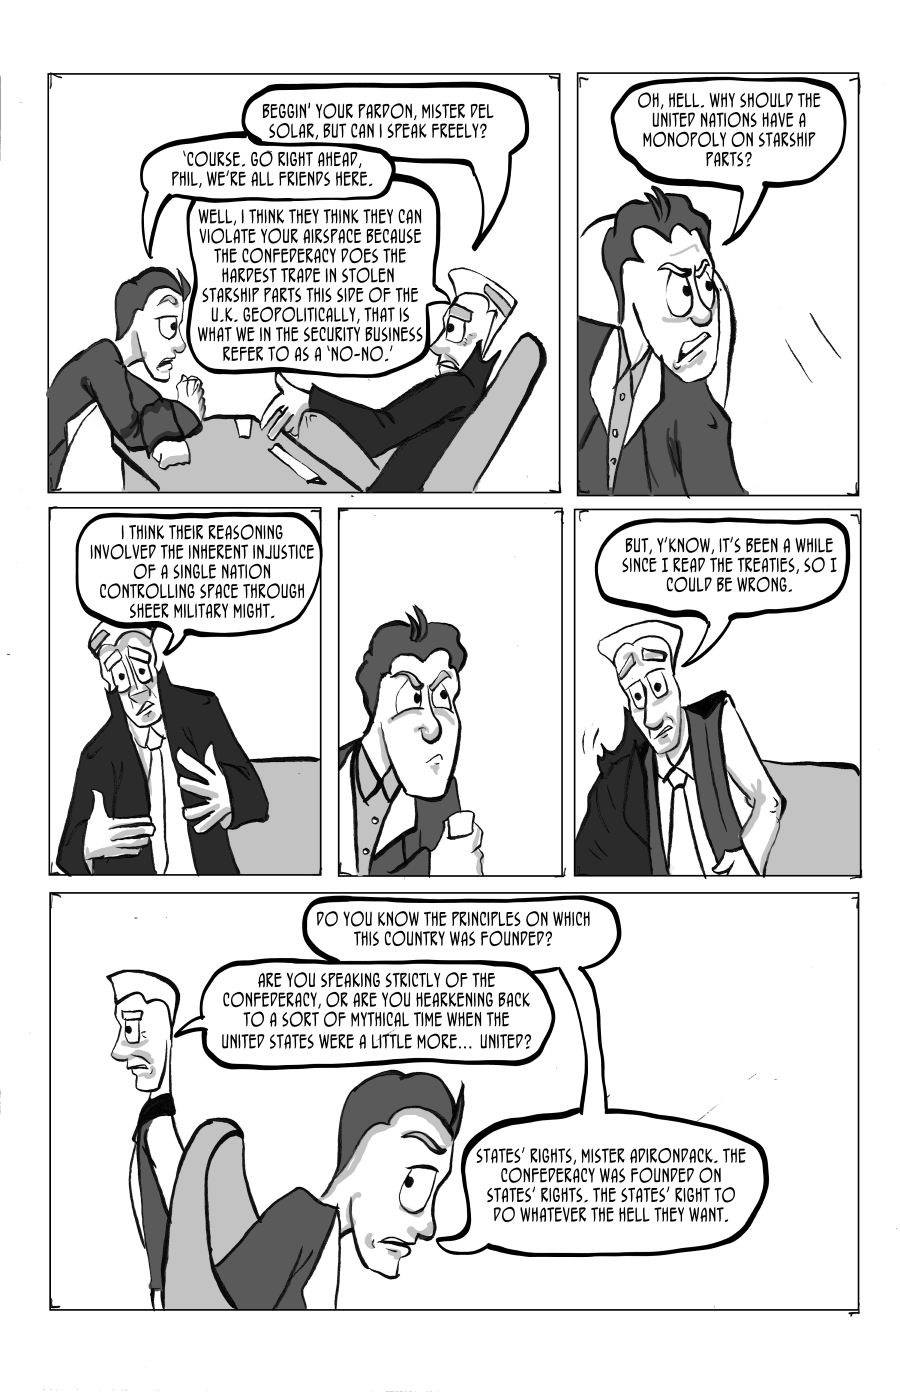 BEGGIN' YOUR PARDON, MISTER DEL
SOLAR, BUT CAN I SPEAK FREELY?
'COURSE. GO RIGHT AHEAD,
PHIL, WE'RE ALL FRIENDS HERE.
WELL, I THINK THEY THINK THEY CAN
VIOLATE YOUR AIRSPACE BECAUSE
THE CONFEDERACY DOES THE
HARDEST TRADE IN STOLEN
STARSHIP PARTS THIS SIDE OF THE
U.K. GEOPOLITICALLY, THAT IS
WHAT WE IN THE SECURITY BUSINESS
REFER TO AS A 'NO-NO.'
OH, HELL. WHY SHOULD THE
UNITED NATIONS HAVE A
MONOPOLY ON STARSHIP
PARTS?
I THINK THEIR REASONING
INVOLVED THE INHERENT INJUSTICE
OF A SINGLE NATION
CONTROLLING SPACE THROUGH
SHEER MILITARY MIGHT.
BUT, Y'KNOW, IT'S BEEN A WHILE
SINCE I READ THE TREATIES, SO I
COULD BE WRONG.
DO YOU KNOW THE PRINCIPLES ON WHICH
THIS COUNTRY WAS FOUNDED?
ARE YOU SPEAKING STRICTLY OF THE
CONFEDERACY, OR ARE YOU HEARKENING BACK
TO A SORT OF MYTHICAL TIME WHEN THE
UNITED STATES WERE A LITTLE MORE... UNITED?
STATES' RIGHTS, MISTER ADIRONDACK. THE
CONFEDERACY WAS FOUNDED ON
STATES' RIGHTS. THE STATES' RIGHT TO
DO WHATEVER THE HELL THEY WANT.